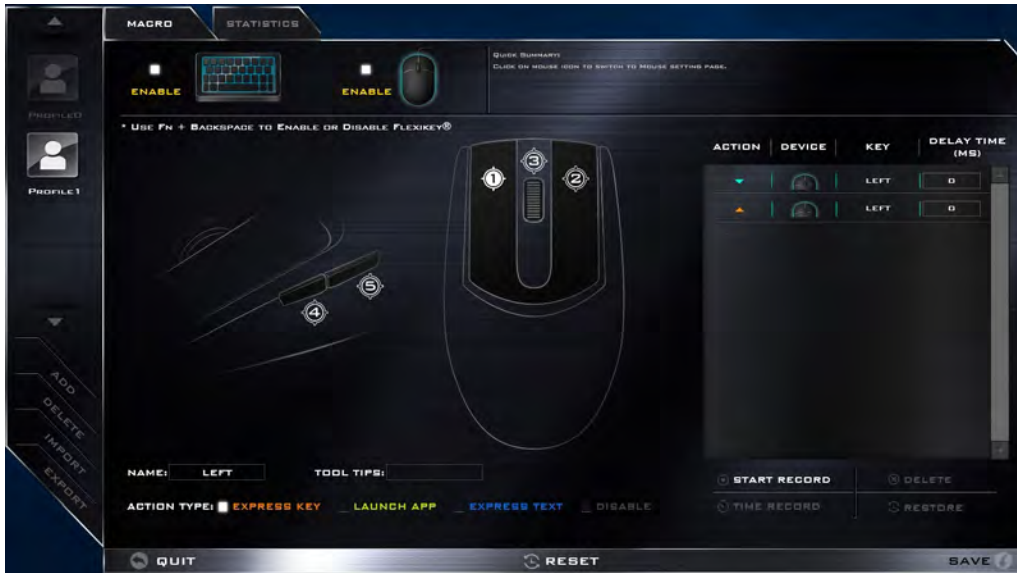 MACRO
STATISTICS
ENABLE
ENABLE
QUICK SUMMARY:
CLICK ON MOUSE ICON TO SWITCH TO MOUSE SETTING PAGE.
PROFILE0
PROFILE1
* USE FN + BACKSPACE TO ENABLE OR DISABLE FLEXIKEY®
1
3
2
5
4
ACTION DEVICE KEY DELAY TIME (MS)
LEFT 0
LEFT 0
ADD
DELETE
IMPORT
EXPORT
NAME: LEFT TOOL TIPS:
ACTION TYPE: EXPRESS KEY LAUNCH APP EXPRESS TEXT DISABLE
START RECORD DELETE
TIME RECORD RESTORE
QUIT RESET SAVE